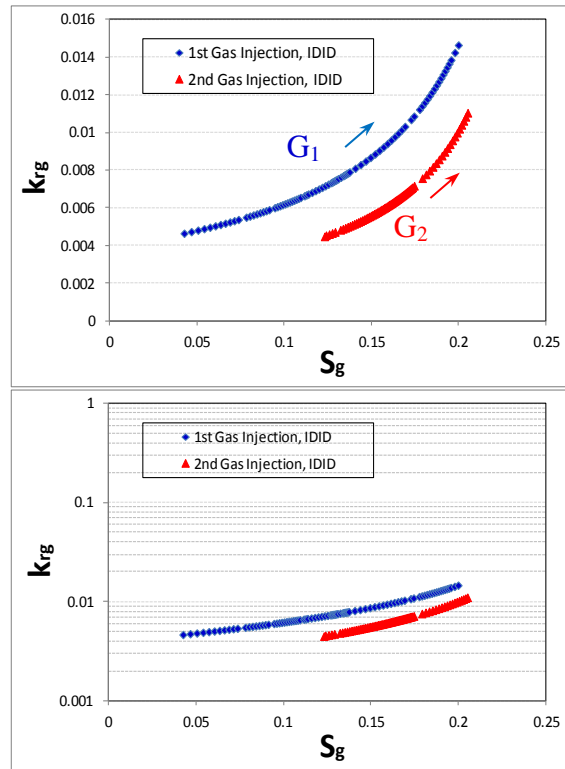 0.016
0.014
0.012
0.01
0.008
0.006
0.004
0.002
0
krg
1st Gas Injection, IDID
2nd Gas Injection, IDID
G1
G2
0 0.05 0.1 0.15 0.2 0.25
Sg
1
0.1
0.01
0.001
krg
1st Gas Injection, IDID
2nd Gas Injection, IDID
0 0.05 0.1 0.15 0.2 0.25
Sg